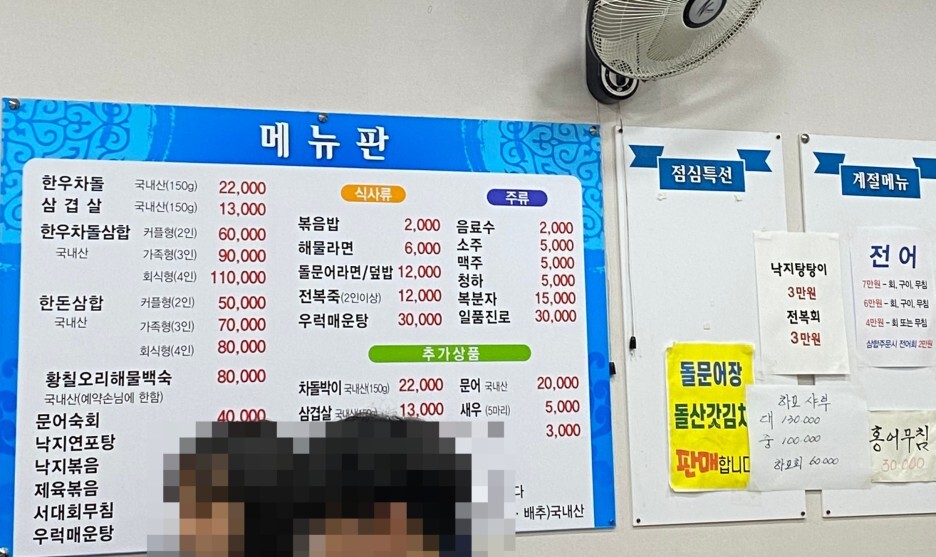 메뉴판
한우차돌 국내산(150g) 22,000
삼겹살 국내산(150g) 13,000
한우차돌삼합 커플형(2인) 60,000
국내산 가족형(3인) 90,000
회식형(4인) 110,000
한돈삼합 커플형(2인) 50,000
국내산 가족형(3인) 70,000
회식형(4인) 80,000
황칠오리해물백숙 80,000
국내산(예약손님에 한함)
문어숙회 40,000
낙지연포탕
낙지볶음
제육볶음
서대회무침
우럭매운탕
식사류
볶음밥 2,000
해물라면 6,000
돌문어라면/덮밥 12,000
전복죽(2인이상) 12,000
우럭매운탕 30,000
주류
음료수 2,000
소주 5,000
맥주 5,000
청하 5,000
복분자 15,000
일품진로 30,000
추가상품
차돌박이 국내산(150g) 22,000
삼겹살 국내산(150g) 13,000
문어 국내산 20,000
새우 (5마리) 5,000
3,000
다
· 배추)국내산
점심특선
낙지탕탕이
3만원
전복회
3만원
돌문어장
돌산갓김치
판매합니다
하모 샤브
대 130.000
중 100.000
하모회 60.000
계절메뉴
전어
7만원 – 회, 구이, 무침
6만원 – 회, 구이, 무침
4만원 – 회 또는 무침
삼합주문시 전어회 2만원
홍어무침
30.000